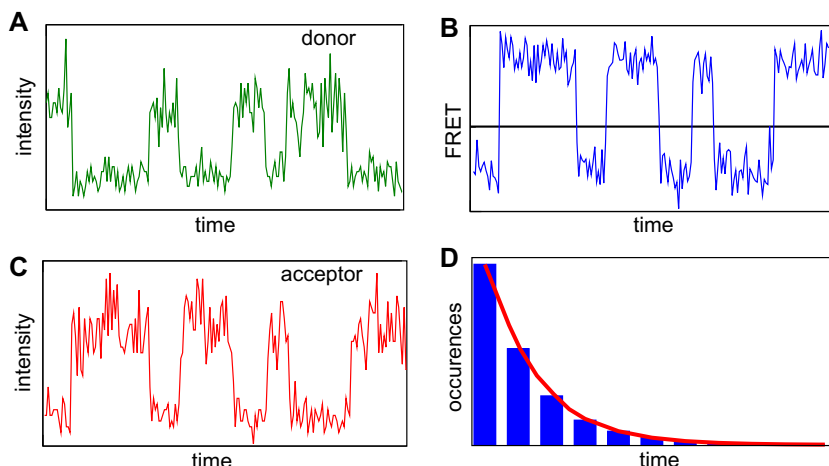 A
donor
intensity
time
B
FRET
time
C
acceptor
intensity
time
D
occurences
time